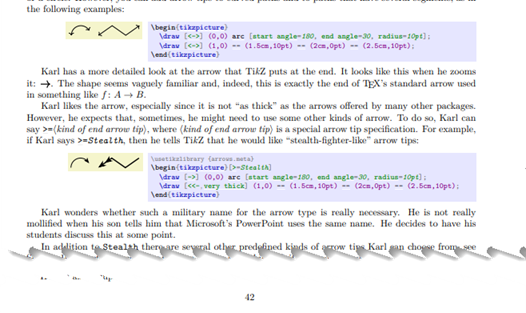 the following examples:
\begin{tikzpicture}
\draw [<->] (0,0) arc [start angle=180, end angle=30, radius=10pt];
\draw [<->] (1,0) -- (1.5cm,10pt) -- (2cm,0pt) -- (2.5cm,10pt);
\end{tikzpicture}
Karl has a more detailed look at the arrow that TikZ puts at the end. It looks like this when he zooms
it: →. The shape seems vaguely familiar and, indeed, this is exactly the end of TEX's standard arrow used
in something like f: A → B.
Karl likes the arrow, especially since it is not “as thick” as the arrows offered by many other packages.
However, he expects that, sometimes, he might need to use some other kinds of arrow. To do so, Karl can
say >=⟨kind of end arrow tip⟩, where ⟨kind of end arrow tip⟩ is a special arrow tip specification. For example,
if Karl says >=Stealth, then he tells TikZ that he would like “stealth-fighter-like” arrow tips:
\usetikzlibrary {arrows.meta}
\begin{tikzpicture}[>=Stealth]
\draw [->] (0,0) arc [start angle=180, end angle=30, radius=10pt];
\draw [<<-,very thick] (1,0) -- (1.5cm,10pt) -- (2cm,0pt) -- (2.5cm,10pt);
\end{tikzpicture}
Karl wonders whether such a military name for the arrow type is really necessary. He is not really
mollified when his son tells him that Microsoft's PowerPoint uses the same name. He decides to have his
students discuss this at some point.
In addition to Stealth there are several other predefined kinds of arrow tips Karl can choose from, see
42